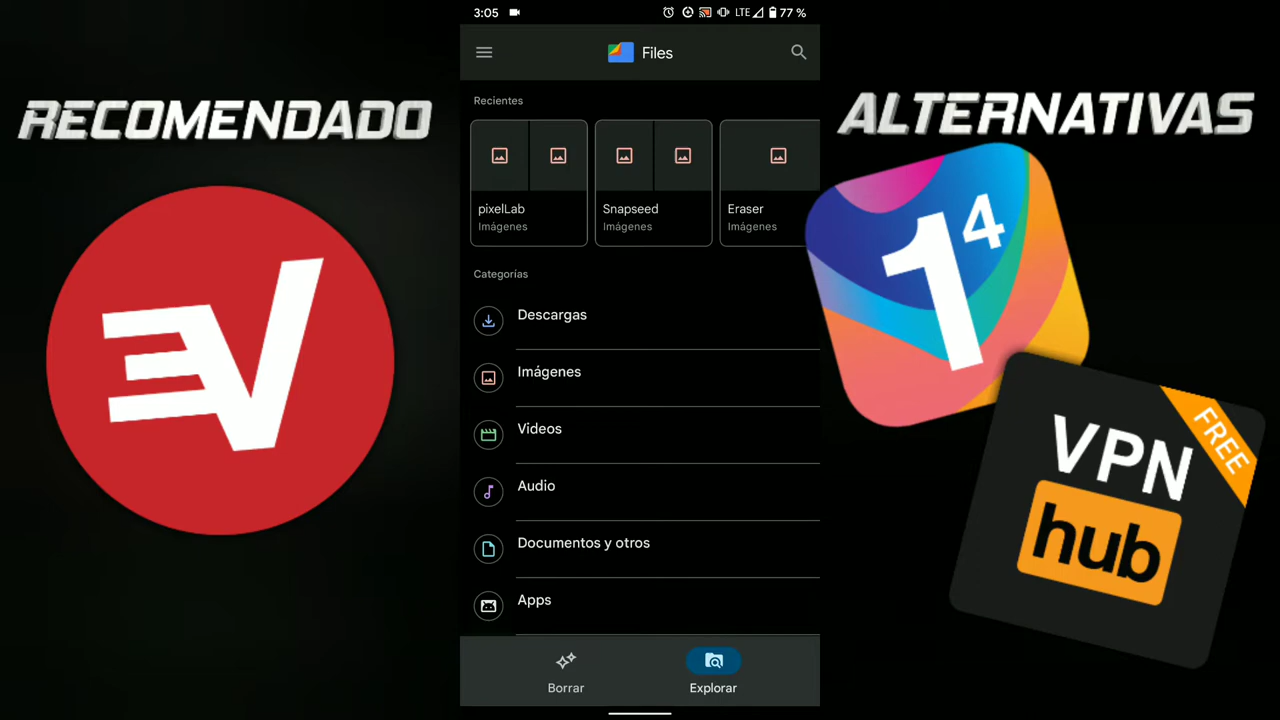 3:05
LTE
77 %
Files
RECOMENDADO
ALTERNATIVAS
Recientes
pixelLab
Imágenes
Snapseed
Imágenes
Eraser
Imágenes
Categorías
Descargas
Imágenes
Videos
Audio
Documentos y otros
Apps
Borrar
Explorar
EV
1 4
FREE
VPN
hub